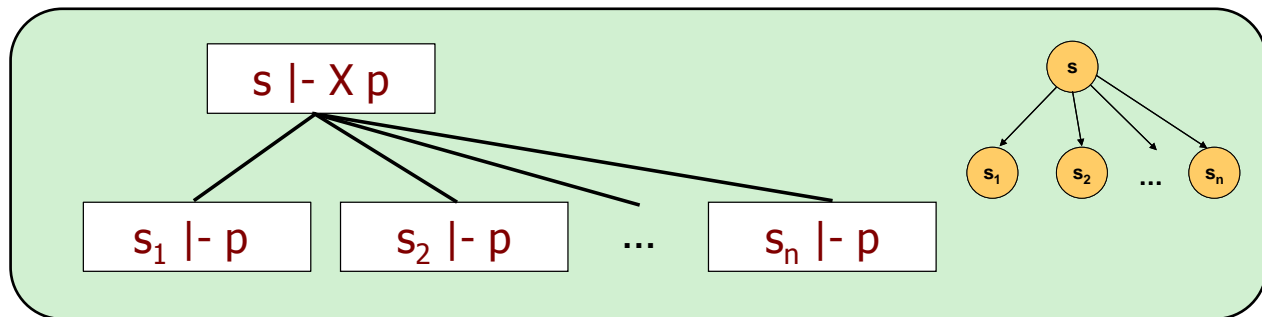 s |- X p
s
s₁ |- p
s₂ |- p
...
sₙ |- p
s₁
s₂
...
sₙ